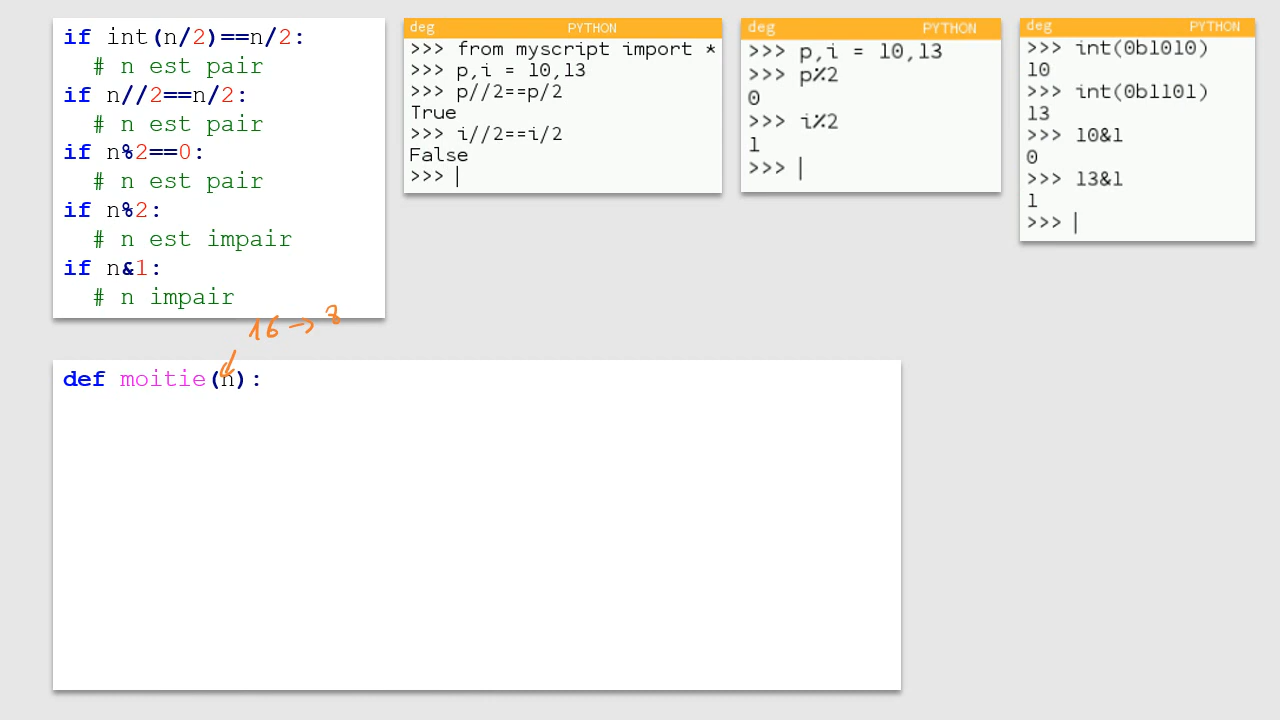 if int(n/2)==n/2:
  # n est pair
if n//2==n/2:
  # n est pair
if n%2==0:
  # n est pair
if n%2:
  # n est impair
if n&1:
  # n impair
deg PYTHON
>>> from myscript import *
>>> p,i = 10,13
>>> p//2==p/2
True
>>> i//2==i/2
False
>>>
deg PYTHON
>>> p,i = 10,13
>>> p%2
0
>>> i%2
1
>>>
deg PYTHON
>>> int(0b1010)
10
>>> int(0b1101)
13
>>> 10&1
0
>>> 13&1
1
>>>
16 → 8
def moitie(n):